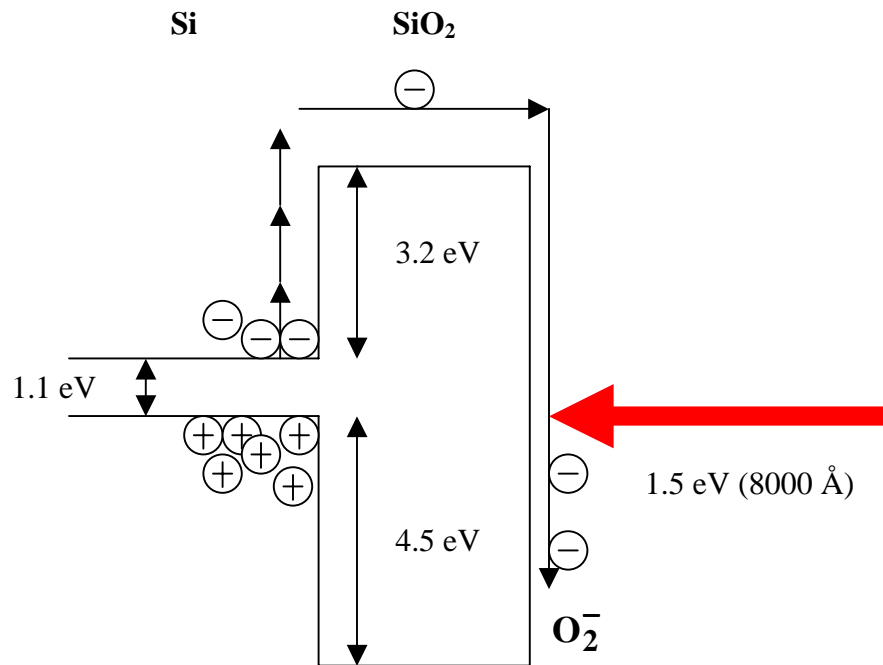 Si SiO₂
3.2 eV
1.1 eV
1.5 eV (8000 Å)
4.5 eV
O₂⁻